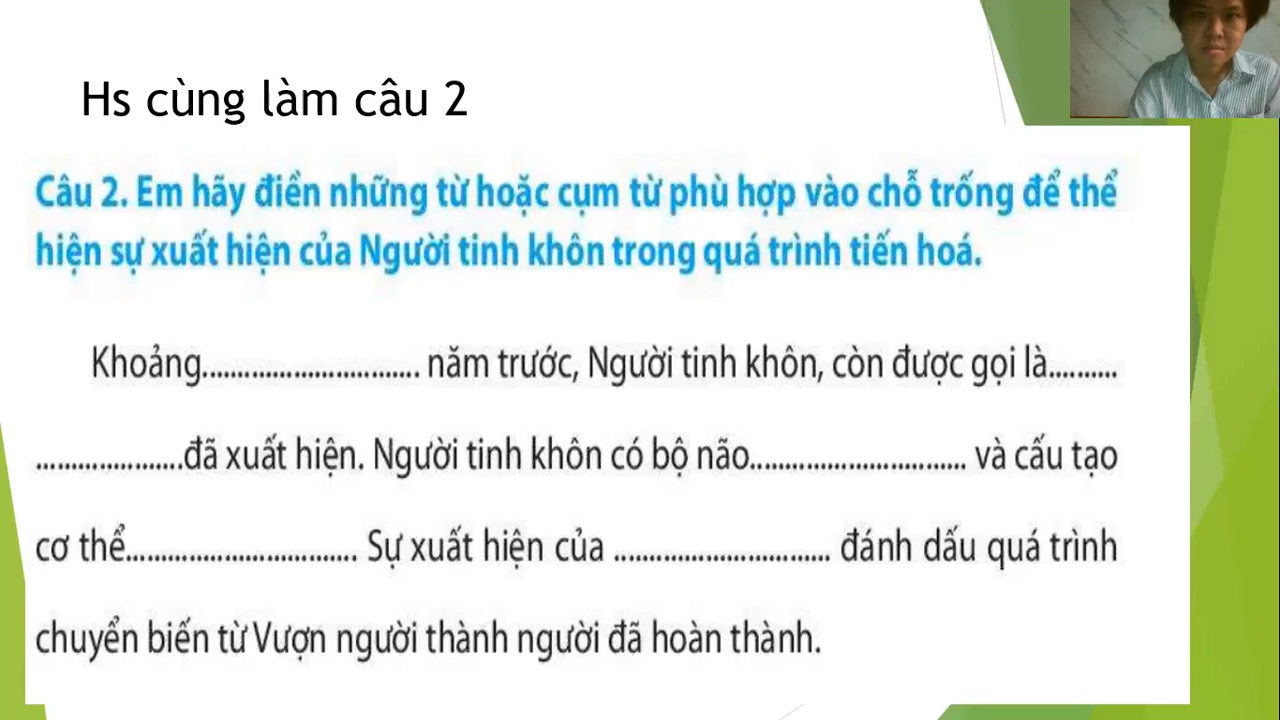 Hs cùng làm câu 2
Câu 2. Em hãy điền những từ hoặc cụm từ phù hợp vào chỗ trống để thể
hiện sự xuất hiện của Người tinh khôn trong quá trình tiến hoá.
Khoảng............................... năm trước, Người tinh khôn, còn được gọi là..........
.....................đã xuất hiện. Người tinh khôn có bộ não............................... và cấu tạo
cơ thể................................. Sự xuất hiện của ............................... đánh dấu quá trình
chuyển biến từ Vượn người thành người đã hoàn thành.